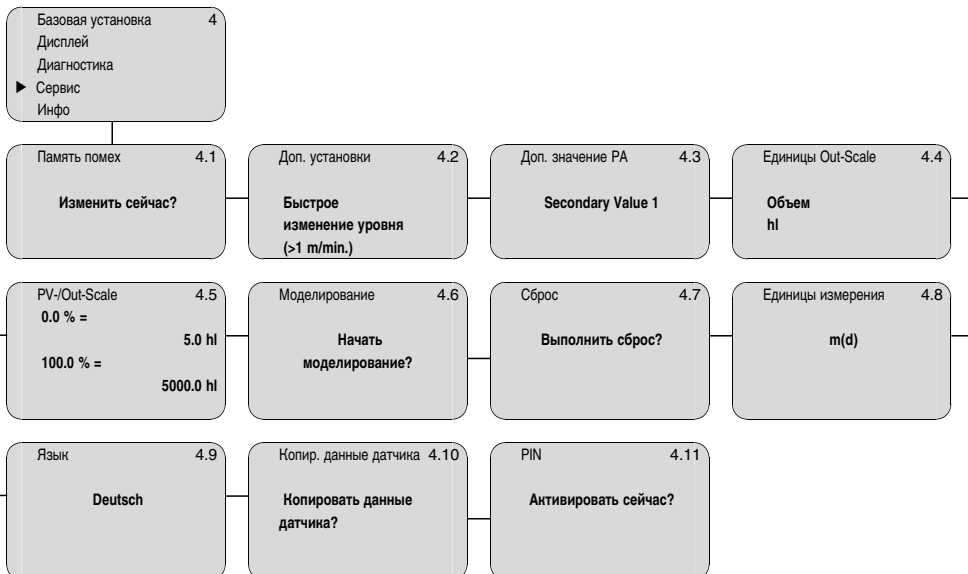 Базовая установка 4
Дисплей
Диагностика
▶ Сервис
Инфо
Память помех 4.1
Изменить сейчас?
Доп. установки 4.2
Быстрое
изменение уровня
(>1 m/min.)
Доп. значение PA 4.3
Secondary Value 1
Единицы Out-Scale 4.4
Объем
hl
PV-/Out-Scale 4.5
0.0 % =
5.0 hl
100.0 % =
5000.0 hl
Моделирование 4.6
Начать
моделирование?
Сброс 4.7
Выполнить сброс?
Единицы измерения 4.8
m(d)
Язык 4.9
Deutsch
Копир. данные датчика 4.10
Копировать данные
датчика?
PIN 4.11
Активировать сейчас?